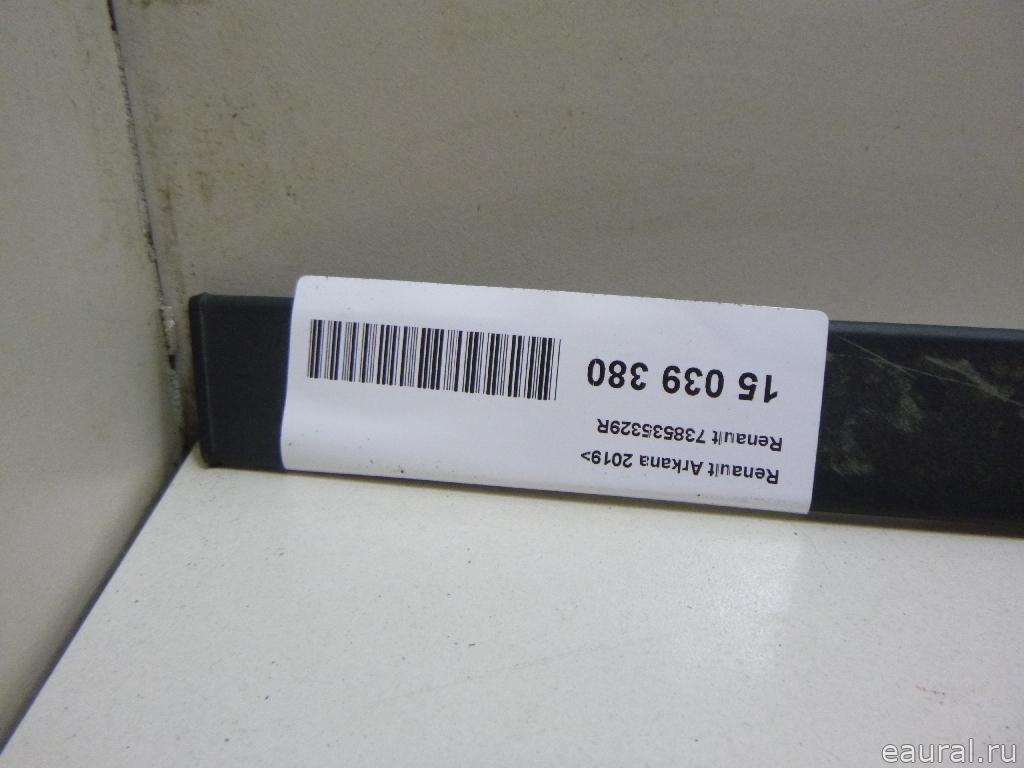 Renault Arkana 2019>
Renault 738535329R
15 039 380
eaural.ru